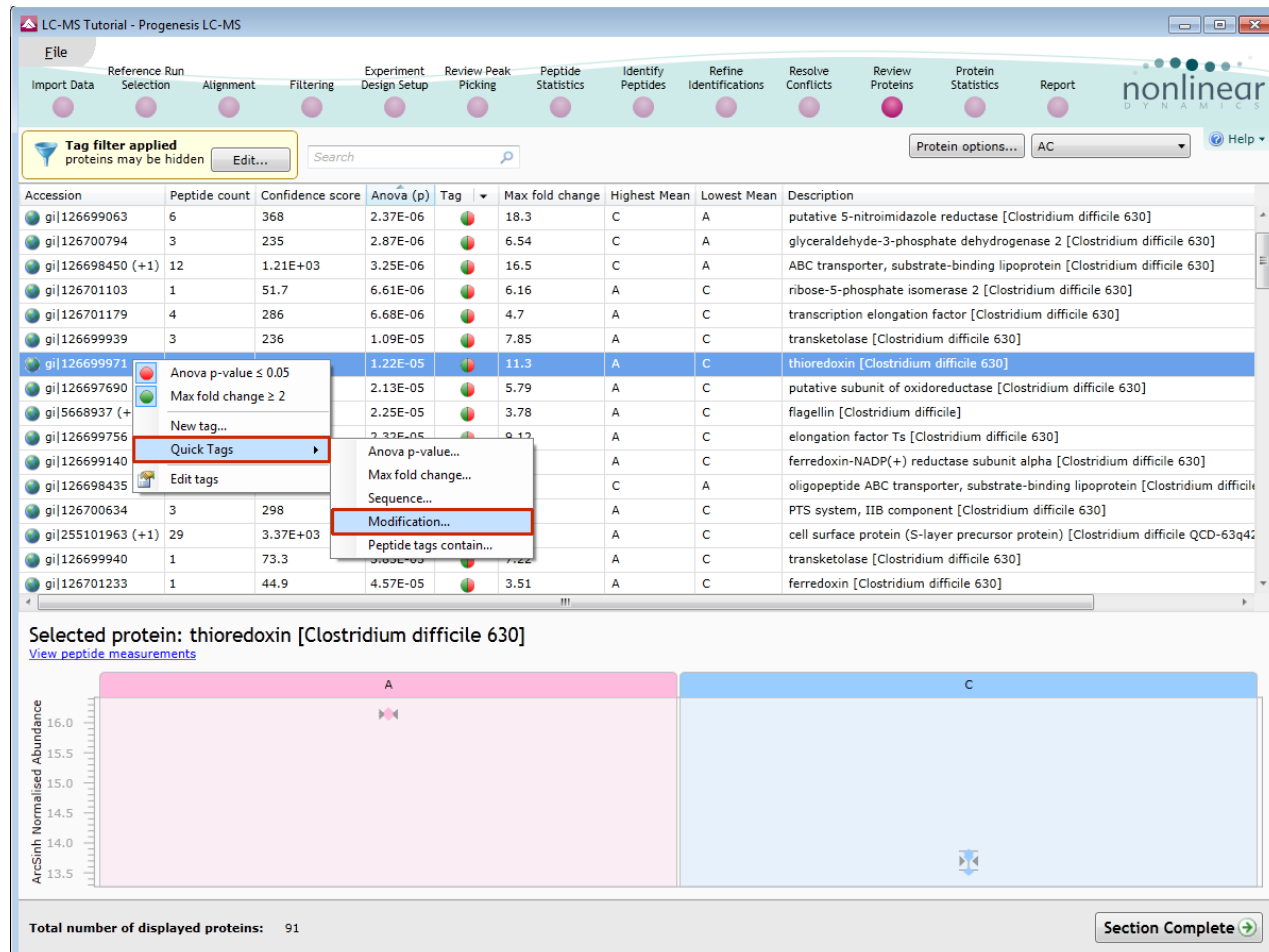 LC-MS Tutorial - Progenesis LC-MS
File
Import Data
Reference Run Selection
Alignment
Filtering
Experiment Design Setup
Review Peak Picking
Peptide Statistics
Identify Peptides
Refine Identifications
Resolve Conflicts
Review Proteins
Protein Statistics
Report
nonlinear
DYNAMICS
Tag filter applied
proteins may be hidden
Edit...
Search
Protein options...
AC
Help
Accession Peptide count Confidence score Anova (p) Tag Max fold change Highest Mean Lowest Mean Description
gi|126699063 6 368 2.37E-06 18.3 C A putative 5-nitroimidazole reductase [Clostridium difficile 630]
gi|126700794 3 235 2.87E-06 6.54 C A glyceraldehyde-3-phosphate dehydrogenase 2 [Clostridium difficile 630]
gi|126698450 (+1) 12 1.21E+03 3.25E-06 16.5 C A ABC transporter, substrate-binding lipoprotein [Clostridium difficile 630]
gi|126701103 1 51.7 6.61E-06 6.16 A C ribose-5-phosphate isomerase 2 [Clostridium difficile 630]
gi|126701179 4 286 6.68E-06 4.7 A C transcription elongation factor [Clostridium difficile 630]
gi|126699939 3 236 1.09E-05 7.85 A C transketolase [Clostridium difficile 630]
gi|126699971 1.22E-05 11.3 A C thioredoxin [Clostridium difficile 630]
gi|126697690 2.13E-05 5.79 A C putative subunit of oxidoreductase [Clostridium difficile 630]
gi|5668937 (+ 2.25E-05 3.78 A C flagellin [Clostridium difficile]
gi|126699756 2.32E-05 9.12 A C elongation factor Ts [Clostridium difficile 630]
gi|126699140 A C ferredoxin-NADP(+) reductase subunit alpha [Clostridium difficile 630]
gi|126698435 C A oligopeptide ABC transporter, substrate-binding lipoprotein [Clostridium difficile
gi|126700634 3 298 A C PTS system, IIB component [Clostridium difficile 630]
gi|255101963 (+1) 29 3.37E+03 A C cell surface protein (S-layer precursor protein) [Clostridium difficile QCD-63q42
gi|126699940 1 73.3 3.83E-05 7.22 A C transketolase [Clostridium difficile 630]
gi|126701233 1 44.9 4.57E-05 3.51 A C ferredoxin [Clostridium difficile 630]
Anova p-value ≤ 0.05
Max fold change ≥ 2
New tag...
Quick Tags
Edit tags
Anova p-value...
Max fold change...
Sequence...
Modification...
Peptide tags contain...
Selected protein: thioredoxin [Clostridium difficile 630]
View peptide measurements
A
C
ArcSinh Normalised Abundance
16.0
15.5
15.0
14.5
14.0
13.5
Total number of displayed proteins: 91
Section Complete